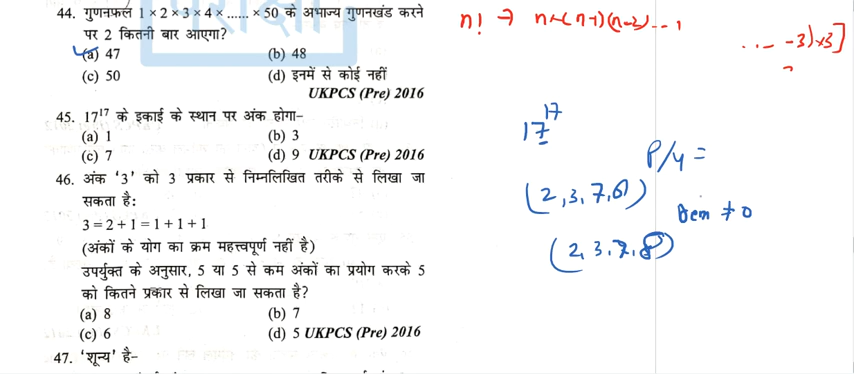 44. गुणनफल 1 × 2 × 3 × 4 × ...... × 50 के अभाज्य गुणनखंड करने
पर 2 कितनी बार आएगा?
(a) 47 (b) 48
(c) 50 (d) इनमें से कोई नहीं
UKPCS (Pre) 2016
45. 17¹⁷ के इकाई के स्थान पर अंक होगा–
(a) 1 (b) 3
(c) 7 (d) 9 UKPCS (Pre) 2016
46. अंक ‘3’ को 3 प्रकार से निम्नलिखित तरीके से लिखा जा
सकता है:
3 = 2 + 1 = 1 + 1 + 1
(अंकों के योग का क्रम महत्त्वपूर्ण नहीं है)
उपर्युक्त के अनुसार, 5 या 5 से कम अंकों का प्रयोग करके 5
को कितने प्रकार से लिखा जा सकता है?
(a) 8 (b) 7
(c) 6 (d) 5 UKPCS (Pre) 2016
47. ‘शून्य’ है–
n! → n (n-1)(n-2)...1
...-3)×3]
17¹⁷
P/4 =
(2,3,7,8)
Rem ≠ 0
(2,3,7,8)